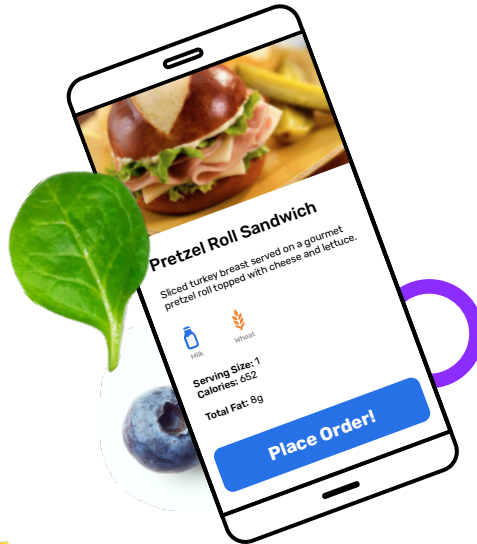 Pretzel Roll Sandwich
Sliced turkey breast served on a gourmet
pretzel roll topped with cheese and lettuce.
Milk
Wheat
Serving Size: 1
Calories: 652
Total Fat: 8g
Place Order!